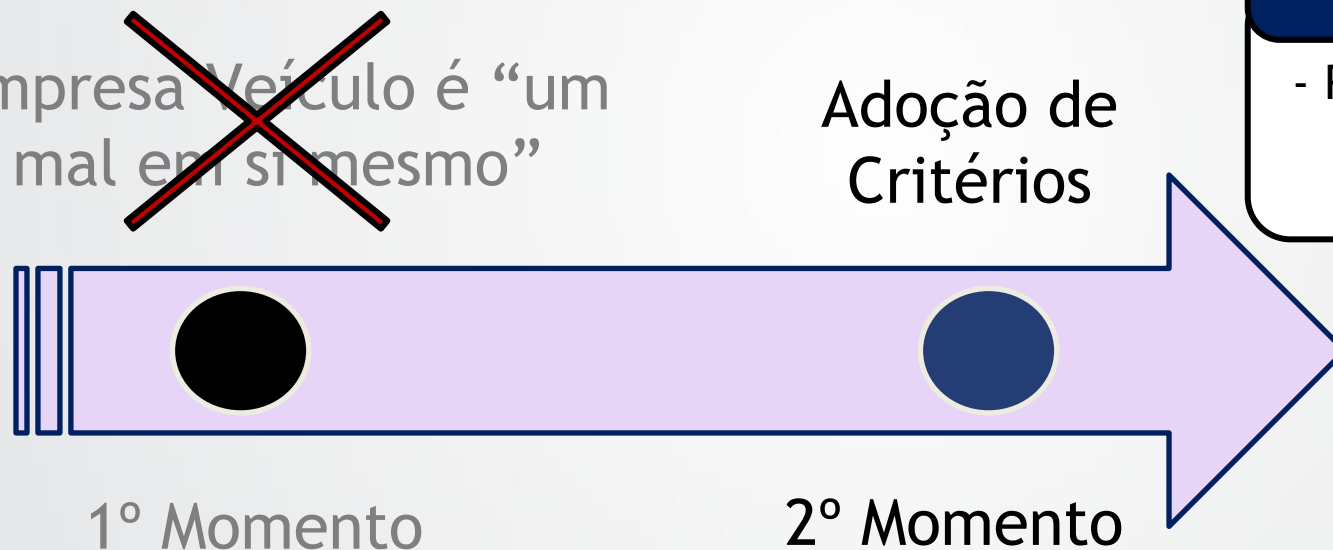 mpresa Veículo é “um
mal em si mesmo”
Adoção de
Critérios
-
1º Momento
2º Momento